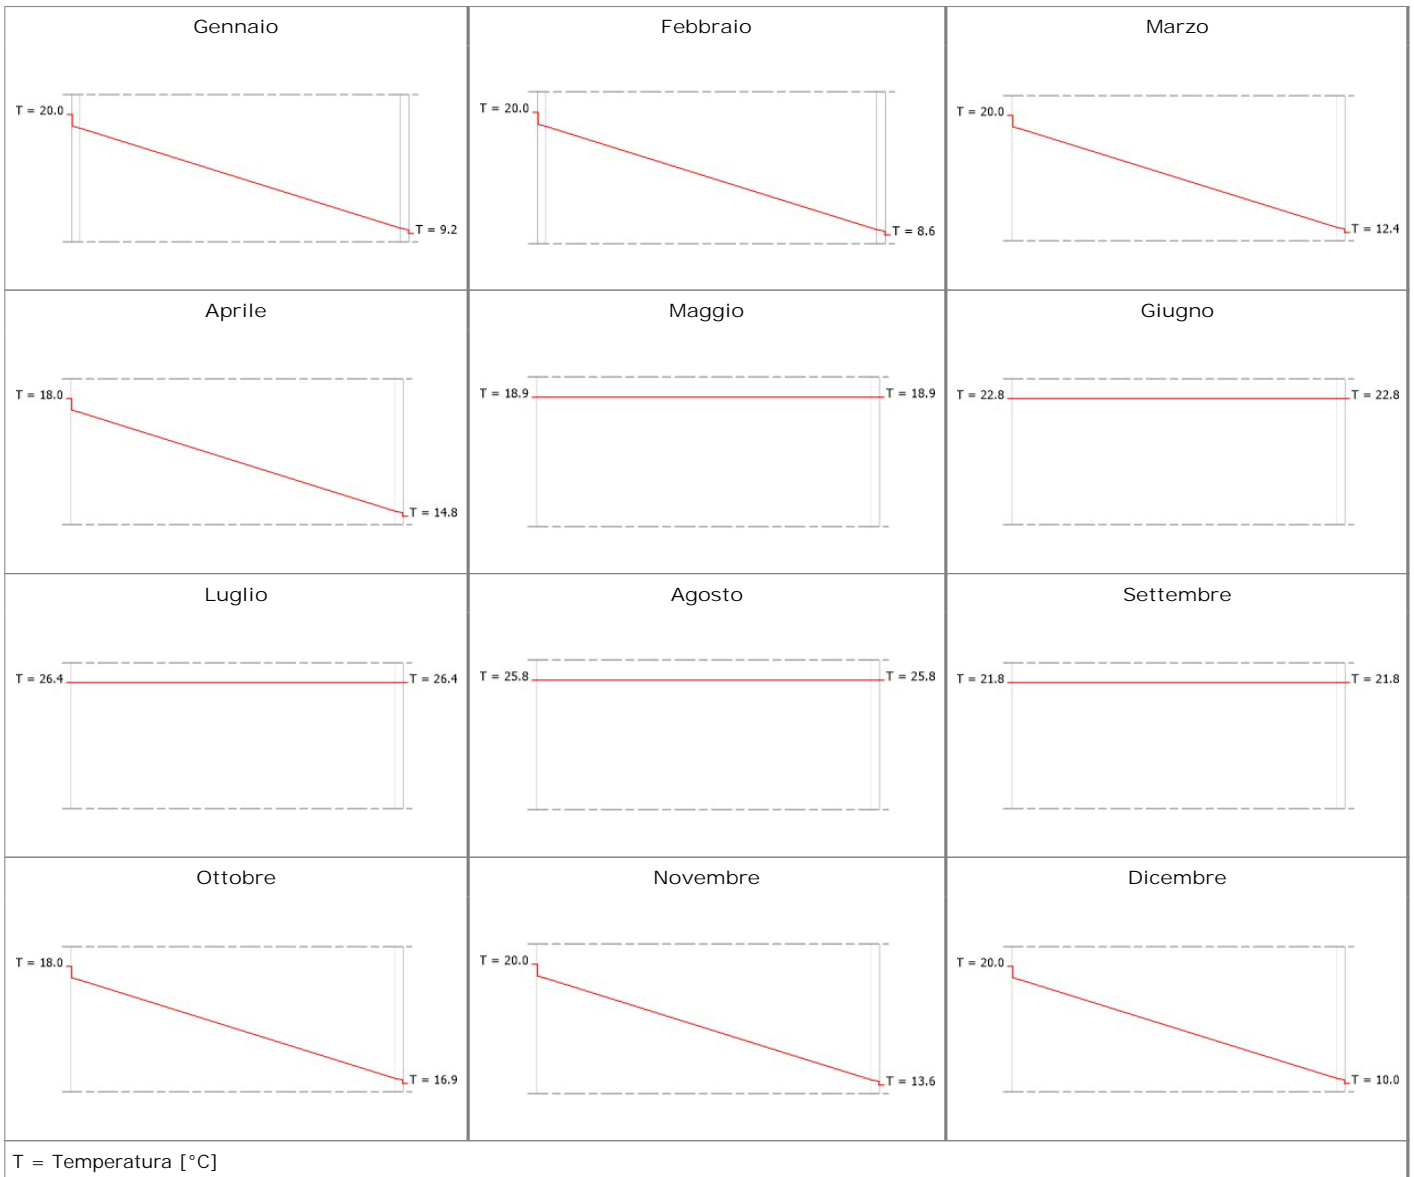 Gennaio
T = 20.0
T = 9.2
Febbraio
T = 20.0
T = 8.6
Marzo
T = 20.0
T = 12.4
Aprile
T = 18.0
T = 14.8
Maggio
T = 18.9
T = 18.9
Giugno
T = 22.8
T = 22.8
Luglio
T = 26.4
T = 26.4
Agosto
T = 25.8
T = 25.8
Settembre
T = 21.8
T = 21.8
Ottobre
T = 18.0
T = 16.9
Novembre
T = 20.0
T = 13.6
Dicembre
T = 20.0
T = 10.0
T = Temperatura [°C]